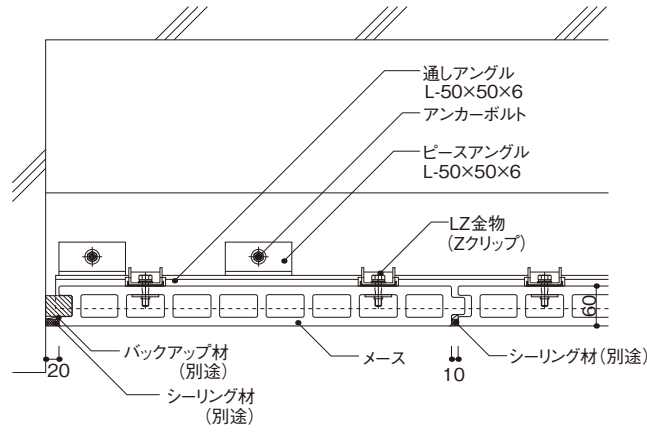 通しアングル
L-50×50×6
アンカーボルト
ピースアングル
L-50×50×6
LZ金物
(Zクリップ)
60
バックアップ材
(別途)
メース
シーリング材(別途)
20
10
シーリング材
(別途)